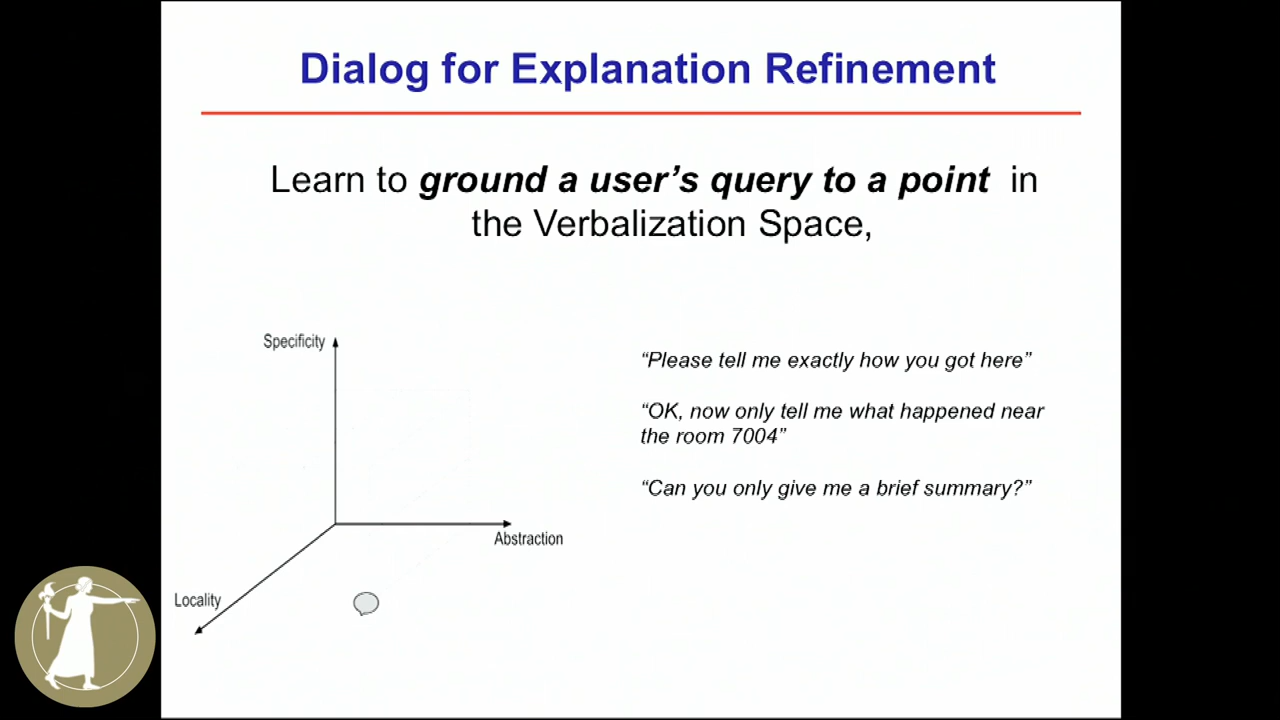 Dialog for Explanation Refinement
Learn to ground a user’s query to a point in
the Verbalization Space,
Specificity
Abstraction
Locality
“Please tell me exactly how you got here”
“OK, now only tell me what happened near
the room 7004”
“Can you only give me a brief summary?”